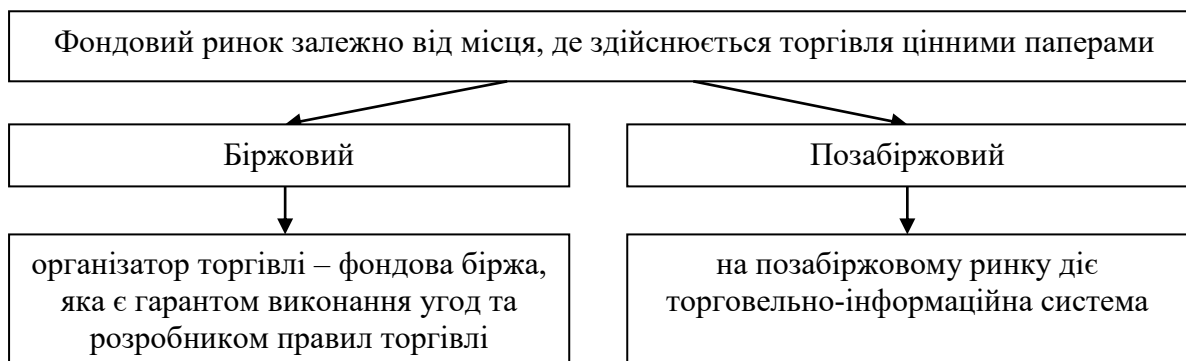 Фондовий ринок залежно від місця, де здійснюється торгівля цінними паперами
Біржовий
Позабіржовий
організатор торгівлі – фондова біржа,
яка є гарантом виконання угод та
розробником правил торгівлі
на позабіржовому ринку діє
торговельно-інформаційна система